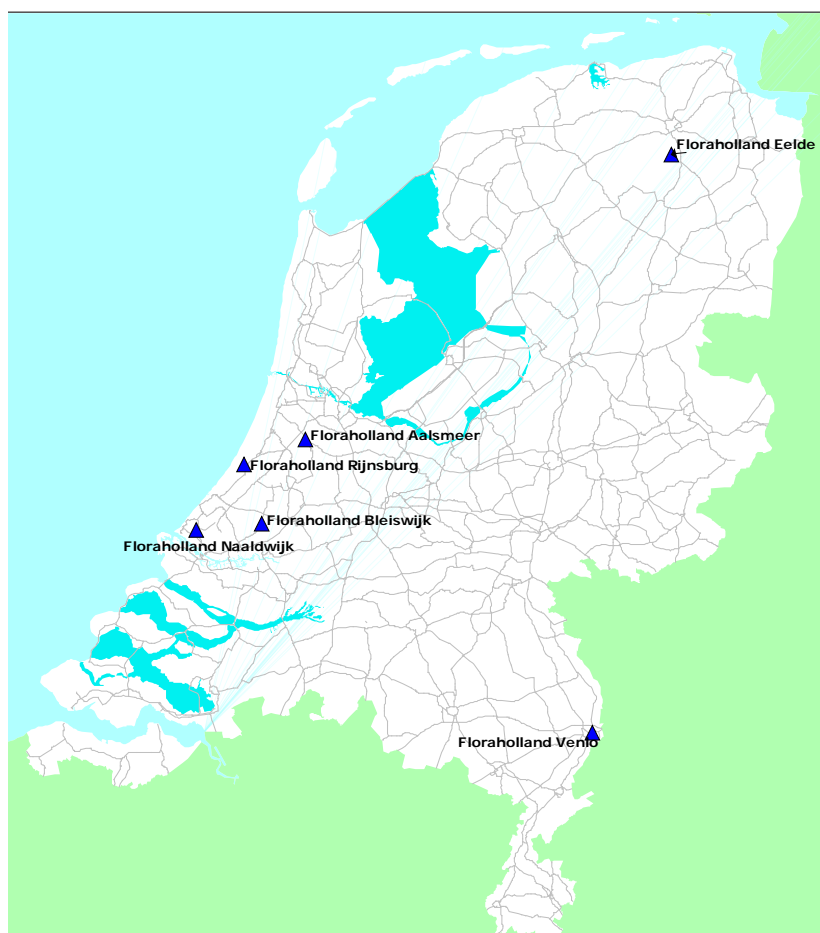 Floraholland Eelde
Floraholland Aalsmeer
Floraholland Rijnsburg
Floraholland Bleiswijk
Floraholland Naaldwijk
Floraholland Venlo